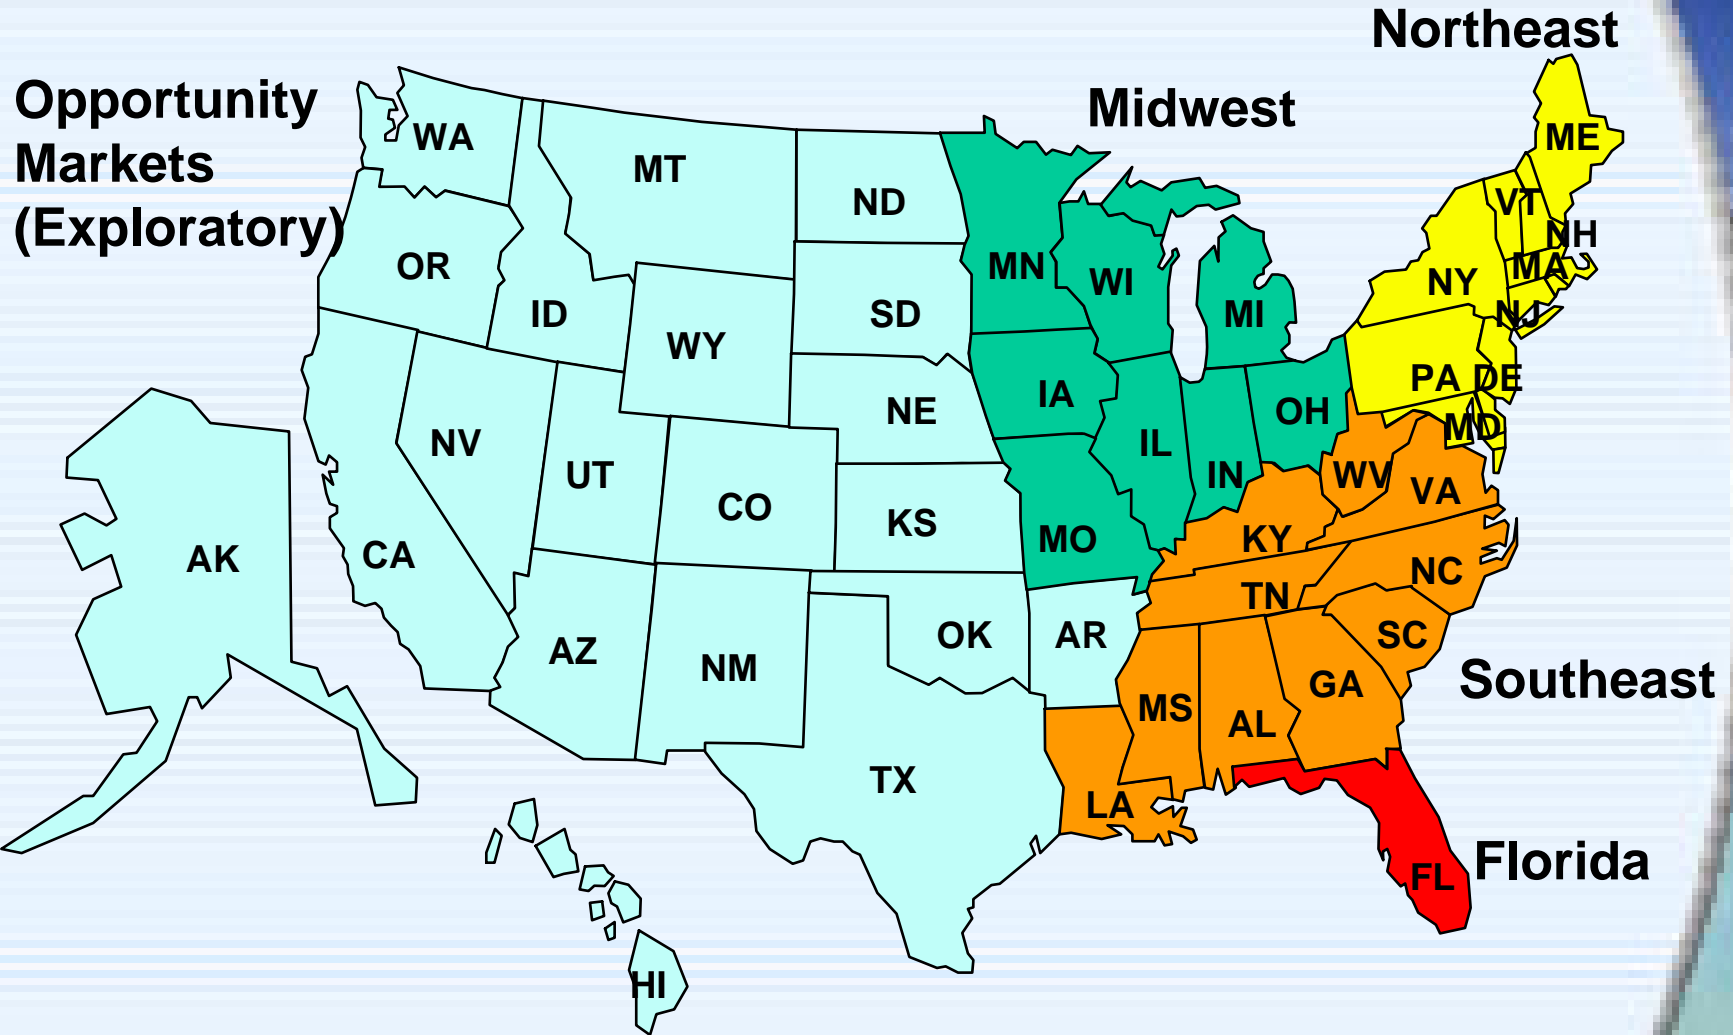 Northeast
Opportunity
Markets
(Exploratory)
Midwest
WA
MT
ND
MN
WI
MI
ME
VT
NH
MA
NY
NJ
OR
ID
WY
SD
IA
NE
PA
DE
MD
OH
IL
IN
NV
UT
CO
KS
MO
WV
VA
KY
NC
TN
SC
AK
CA
AZ
NM
OK
AR
MS
AL
GA
Southeast
TX
LA
FL
Florida
HI